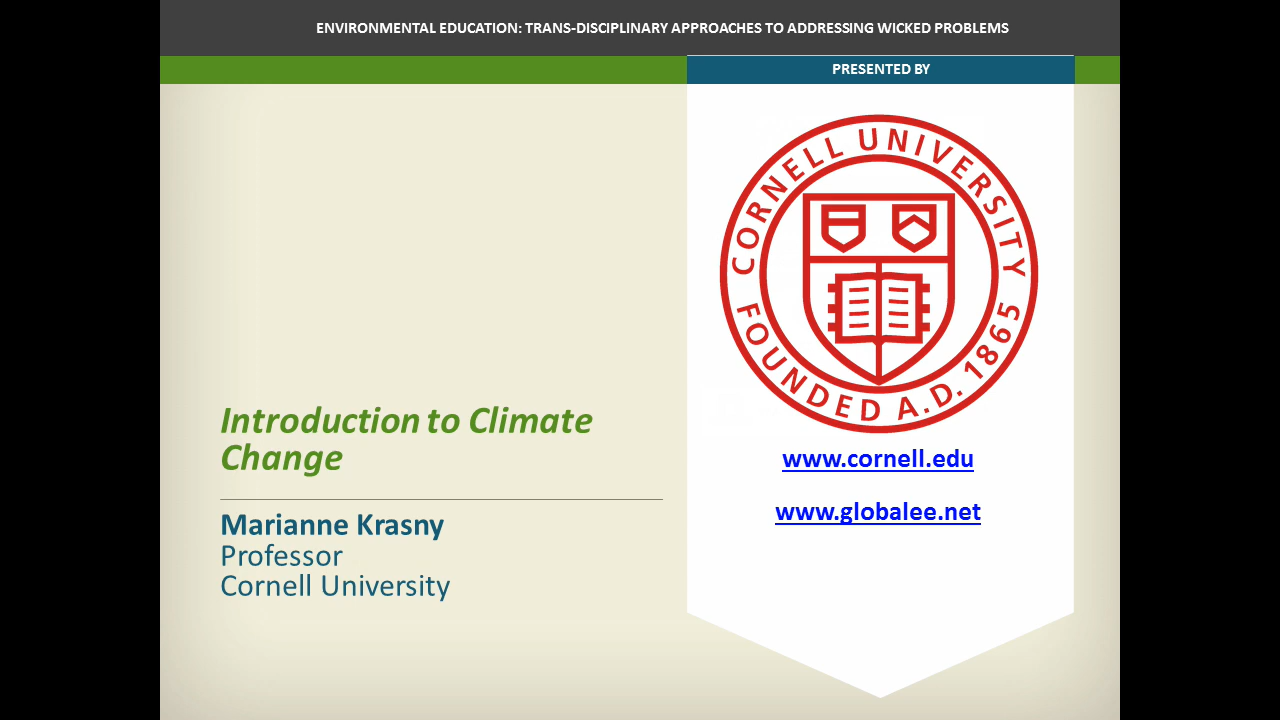 ENVIRONMENTAL EDUCATION: TRANS-DISCIPLINARY APPROACHES TO ADDRESSING WICKED PROBLEMS
PRESENTED BY
CORNELL UNIVERSITY
FOUNDED A.D. 1865
www.cornell.edu
www.globalee.net
Introduction to Climate
Change
Marianne Krasny
Professor
Cornell University